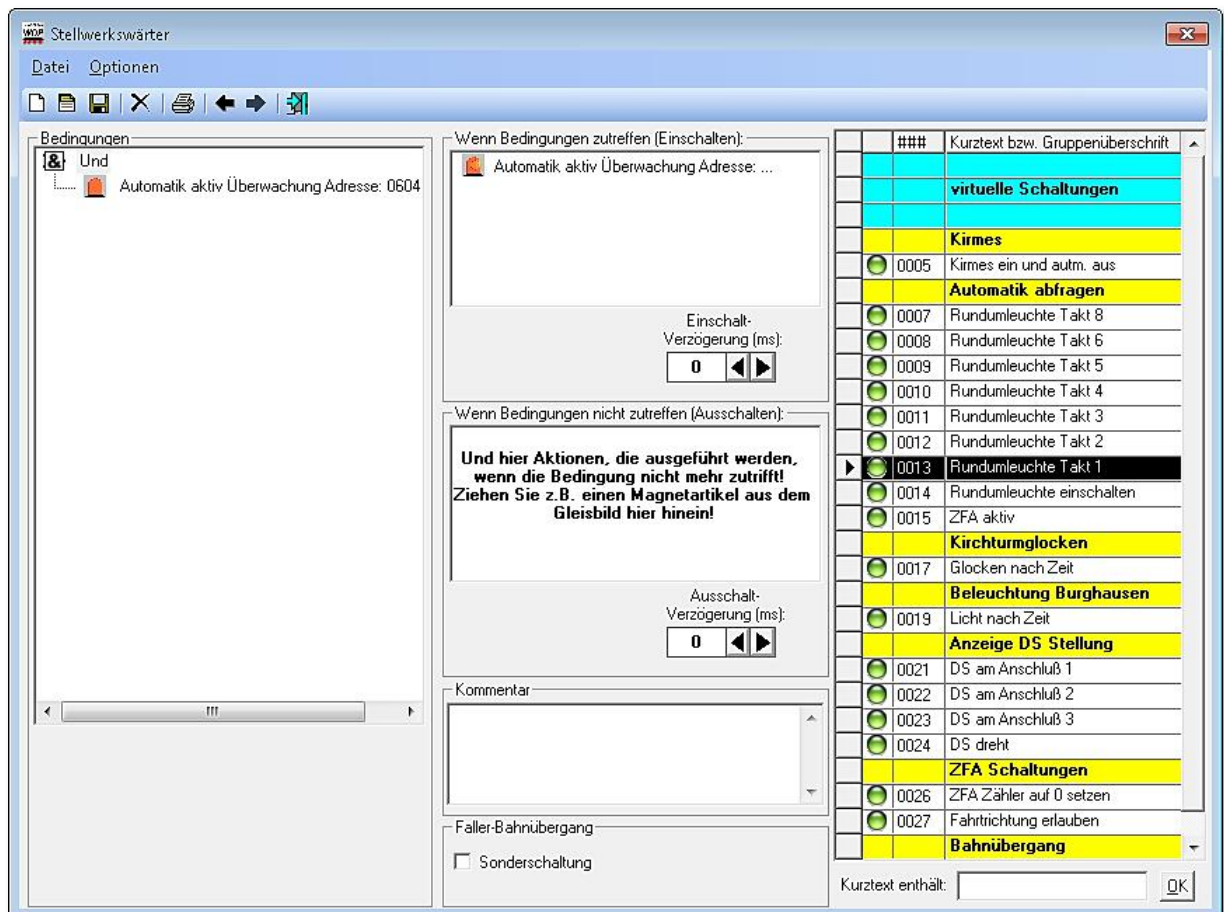 WDP Stellwerkswärter
Datei Optionen
Bedingungen
& Und
Automatik aktiv Überwachung Adresse: 0604
Wenn Bedingungen zutreffen (Einschalten):
Automatik aktiv Überwachung Adresse: ...
Einschalt-
Verzögerung (ms):
0
Wenn Bedingungen nicht zutreffen (Ausschalten):
Und hier Aktionen, die ausgeführt werden,
wenn die Bedingung nicht mehr zutrifft!
Ziehen Sie z.B. einen Magnetartikel aus dem
Gleisbild hier hinein!
Ausschalt-
Verzögerung (ms):
0
Kommentar
Faller-Bahnübergang
Sonderschaltung
### Kurztext bzw. Gruppenüberschrift
virtuelle Schaltungen
Kirmes
0005 Kirmes ein und autm. aus
Automatik abfragen
0007 Rundumleuchte Takt 8
0008 Rundumleuchte Takt 6
0009 Rundumleuchte Takt 5
0010 Rundumleuchte Takt 4
0011 Rundumleuchte Takt 3
0012 Rundumleuchte Takt 2
0013 Rundumleuchte Takt 1
0014 Rundumleuchte einschalten
0015 ZFA aktiv
Kirchturmglocken
0017 Glocken nach Zeit
Beleuchtung Burghausen
0019 Licht nach Zeit
Anzeige DS Stellung
0021 DS am Anschluß 1
0022 DS am Anschluß 2
0023 DS am Anschluß 3
0024 DS dreht
ZFA Schaltungen
0026 ZFA Zähler auf 0 setzen
0027 Fahrtrichtung erlauben
Bahnübergang
Kurztext enthält: OK